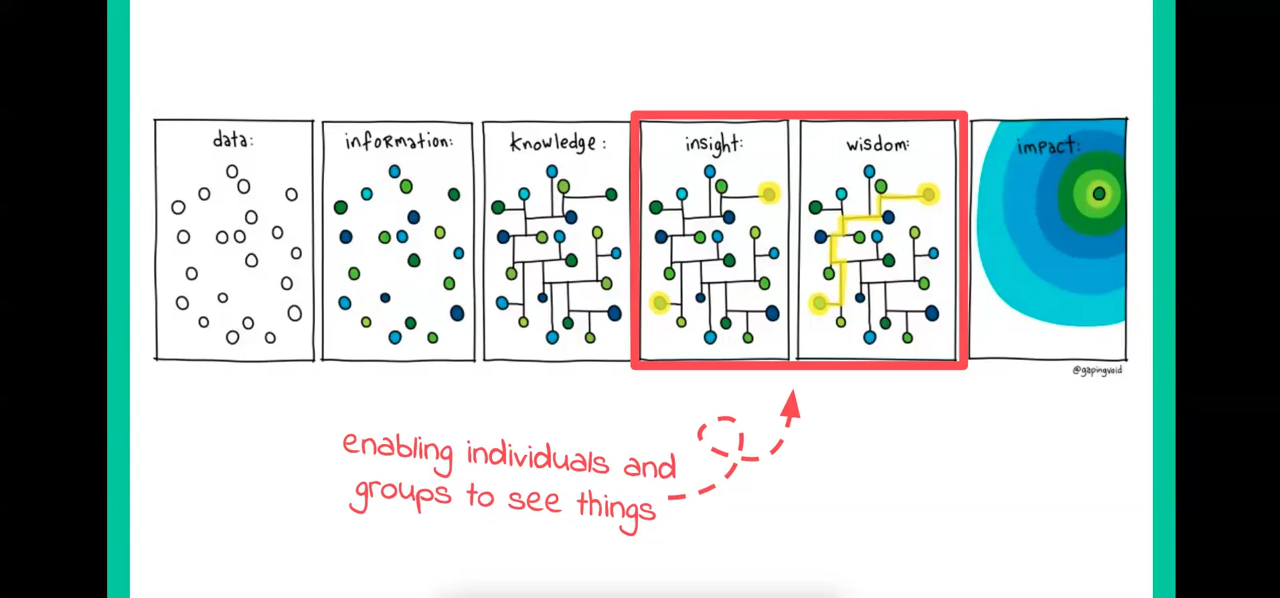 data:
information:
knowledge:
insight:
wisdom:
impact:
@gapingvoid
enabling individuals and
groups to see things